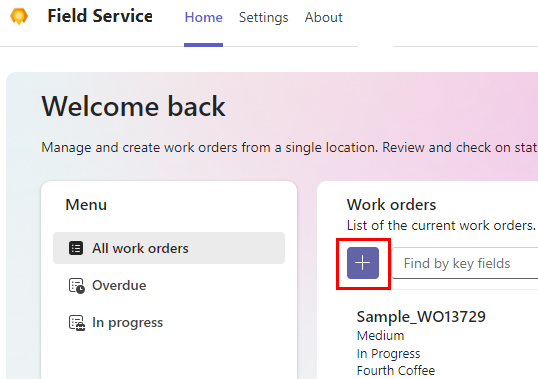 Field Service Home Settings About
Welcome back
Manage and create work orders from a single location. Review and check on stat
Menu
All work orders
Overdue
In progress
Work orders
List of the current work orders.
Find by key fields
Sample_WO13729
Medium
In Progress
Fourth Coffee